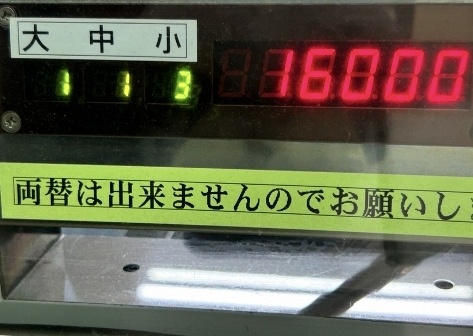 大 中 小
1 1 3 16000
両替は出来ませんのでお願いしま